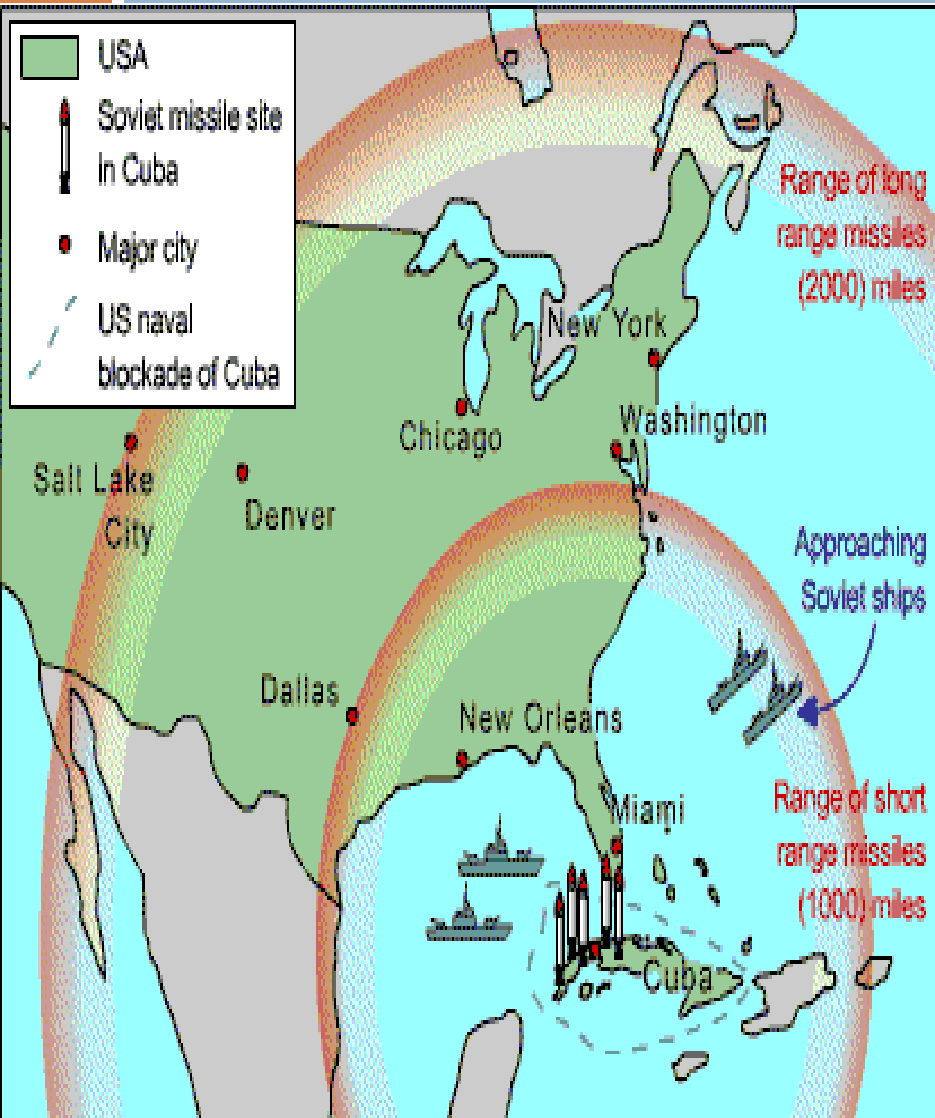 USA
Soviet missile site
in Cuba
Major city
US naval
blockade of Cuba
Range of long
range missiles
(2000) miles
New York
Chicago
Washington
Salt Lake
City
Denver
Approaching
Soviet ships
Dallas
New Orleans
Miami
Range of short
range missiles
(1000) miles
Cuba